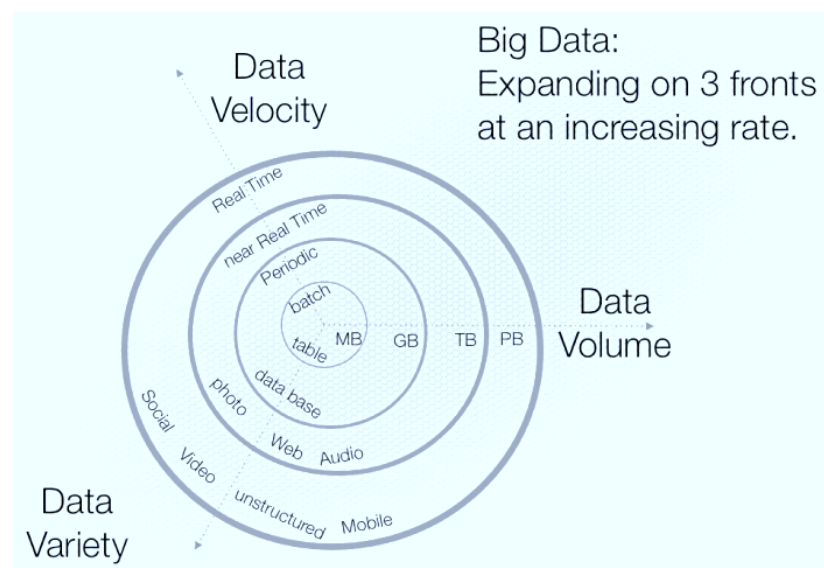 Big Data:
Expanding on 3 fronts
at an increasing rate.
Data
Velocity
Real Time
near Real Time
Periodic
batch
table
data base
photo
Web
Audio
Social
Video
unstructured
Mobile
MB
GB
TB
PB
Data
Volume
Data
Variety